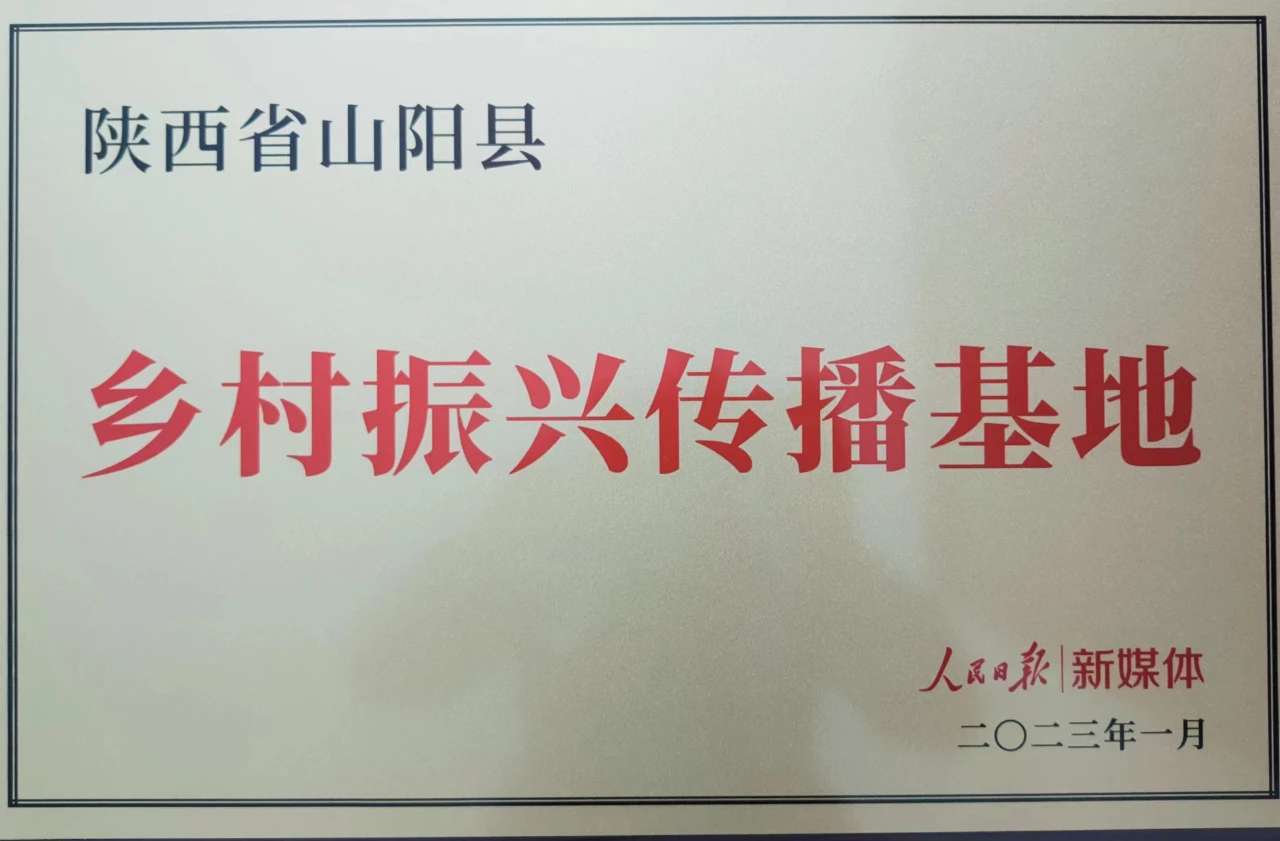 陕西省山阳县
乡村振兴传播基地
人民日报|新媒体
二〇二三年一月